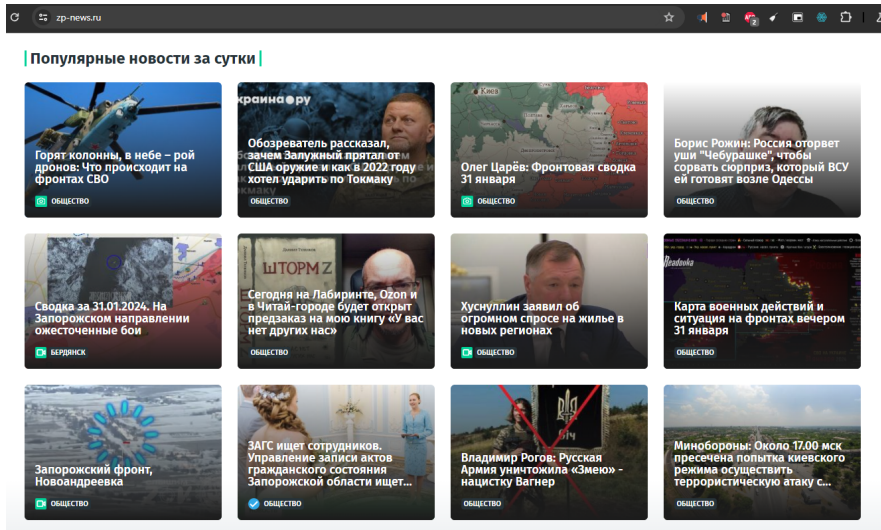 zp-news.ru
Популярные новости за сутки
краина.ру
Киев
Горят колонны, в небе – рой
дронов: Что происходит на
фронтах СВО
ОБЩЕСТВО
Обозреватель рассказал,
зачем Залужный прятал от
США оружие и как в 2022 году
хотел ударить по Токмаку
ОБЩЕСТВО
Олег Царёв: Фронтовая сводка
31 января
ОБЩЕСТВО
Борис Рожин: Россия оторвет
уши "Чебурашке", чтобы
сорвать сюрприз, который ВСУ
ей готовят возле Одессы
ОБЩЕСТВО
Сводка за 31.01.2024. На
Запорожском направлении
ожесточенные бои
БЕРДЯНСК
ШТОРМ Z
Сегодня на Лабиринте, Ozon и
в Читай-городе будет открыт
предзаказ на мою книгу «У вас
нет других нас»
ОБЩЕСТВО
Хуснуллин заявил об
огромном спросе на жилье в
новых регионах
ОБЩЕСТВО
Readovka
Карта военных действий и
ситуация на фронтах вечером
31 января
ОБЩЕСТВО
Запорожский фронт,
Новоандреевка
ОБЩЕСТВО
ЗАГС ищет сотрудников.
Управление записи актов
гражданского состояния
Запорожской области ищет...
ОБЩЕСТВО
Владимир Рогов: Русская
Армия уничтожила «Змею» -
нацистку Вагнер
ОБЩЕСТВО
Минобороны: Около 17.00 мск
пресечена попытка киевского
режима осуществить
террористическую атаку с...
ОБЩЕСТВО